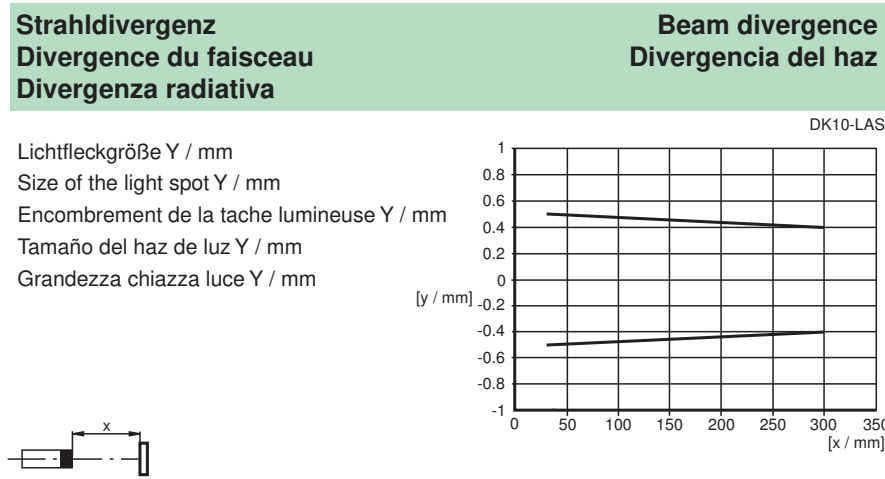 Strahldivergenz
Divergence du faisceau
Divergenza radiativa
Beam divergence
Divergencia del haz
DK10-LAS
Lichtfleckgröße Y / mm
Size of the light spot Y / mm
Encombrement de la tache lumineuse Y / mm
Tamaño del haz de luz Y / mm
Grandezza chiazza luce Y / mm
1
0.8
0.6
0.4
0.2
0
[y / mm]
-0.2
-0.4
-0.6
-0.8
-1
0 50 100 150 200 250 300 350
[x / mm]
x